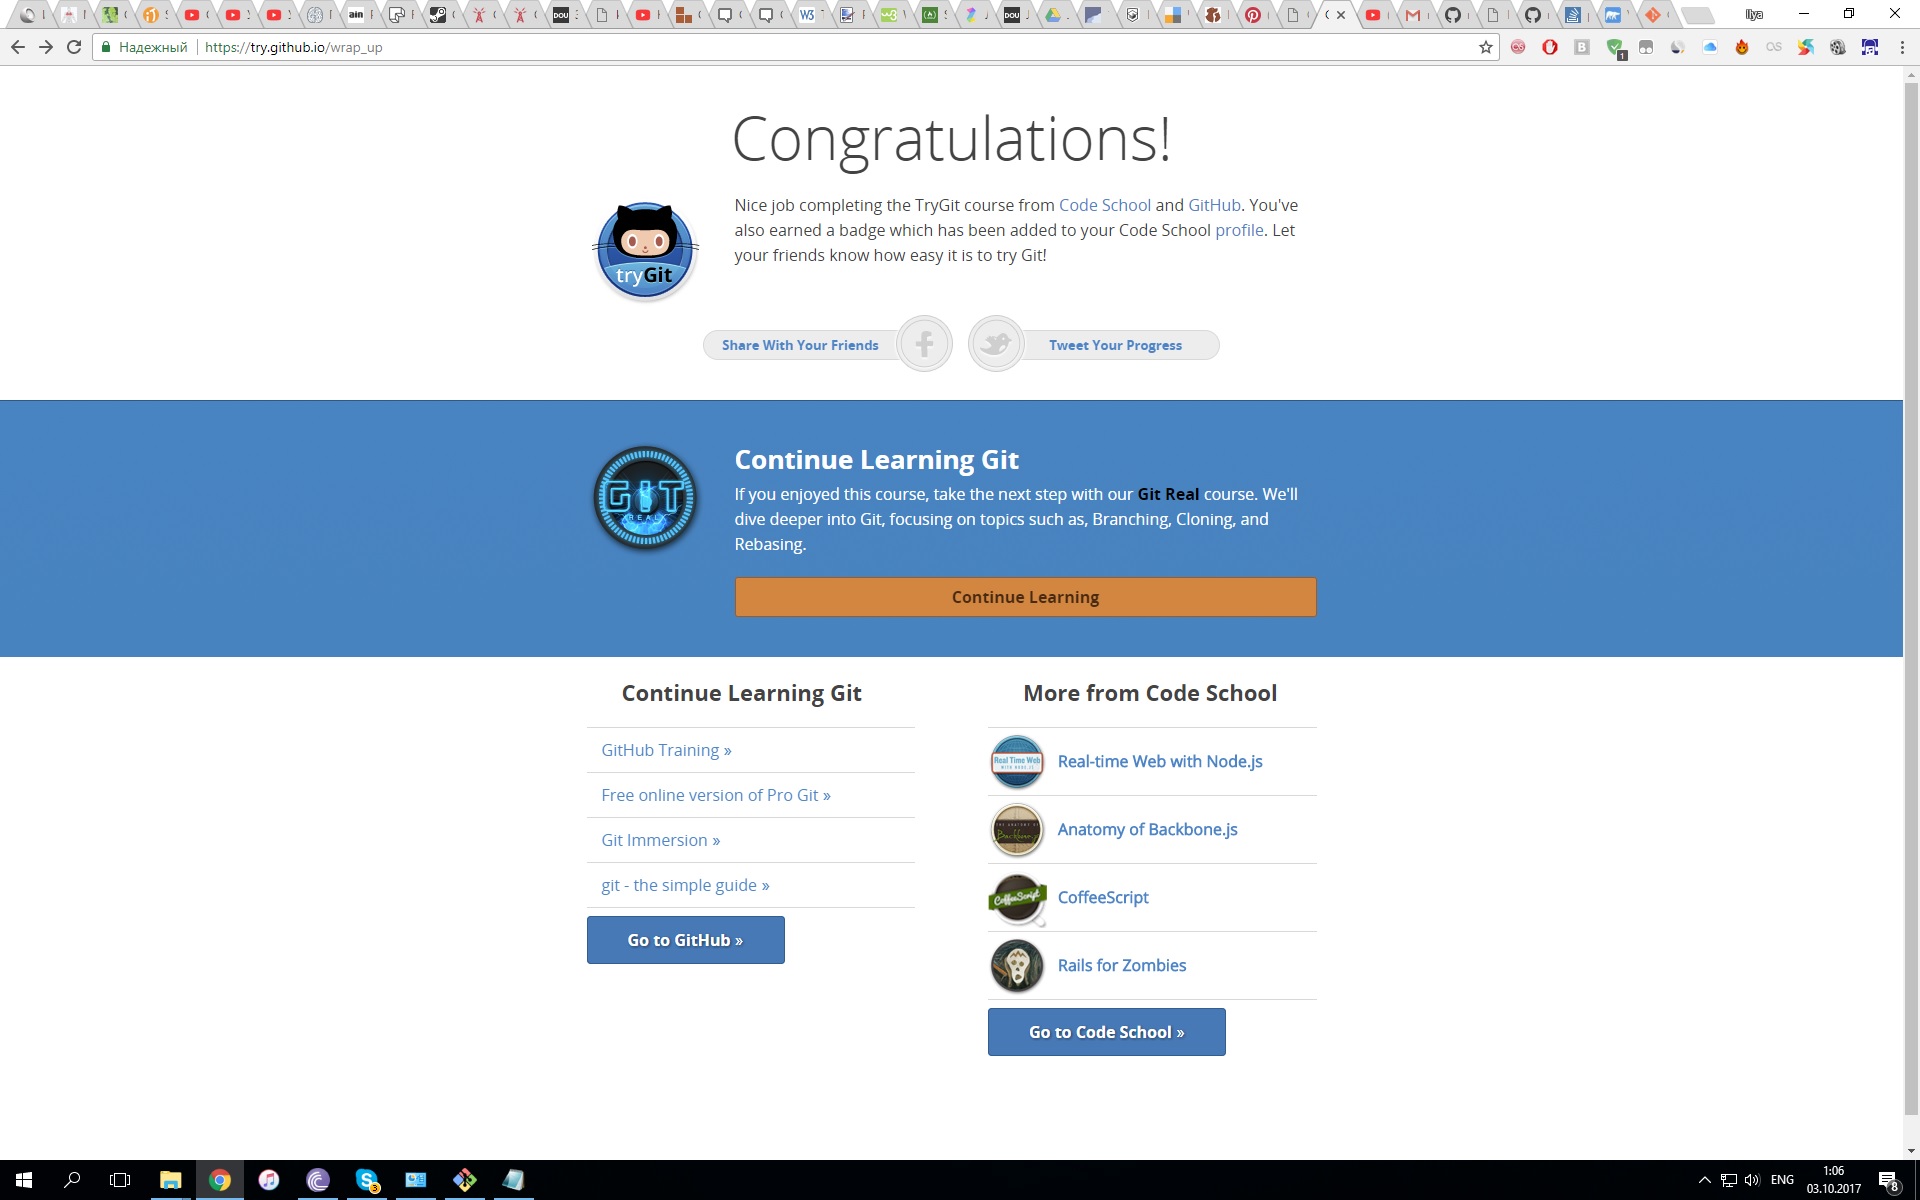 Ilya
Надежный
https://try.github.io/wrap_up
Congratulations!
Nice job completing the TryGit course from Code School and GitHub. You've
also earned a badge which has been added to your Code School profile. Let
your friends know how easy it is to try Git!
tryGit
Share With Your Friends
Tweet Your Progress
GIT
REAL
Continue Learning Git
If you enjoyed this course, take the next step with our Git Real course. We'll
dive deeper into Git, focusing on topics such as, Branching, Cloning, and
Rebasing.
Continue Learning
Continue Learning Git
GitHub Training »
Free online version of Pro Git »
Git Immersion »
git - the simple guide »
Go to GitHub »
More from Code School
Real Time Web
WITH NODE.JS
Real-time Web with Node.js
Anatomy of Backbone.js
CoffeeScript
CoffeeScript
Rails for Zombies
Go to Code School »
ENG
1:06
03.10.2017
8